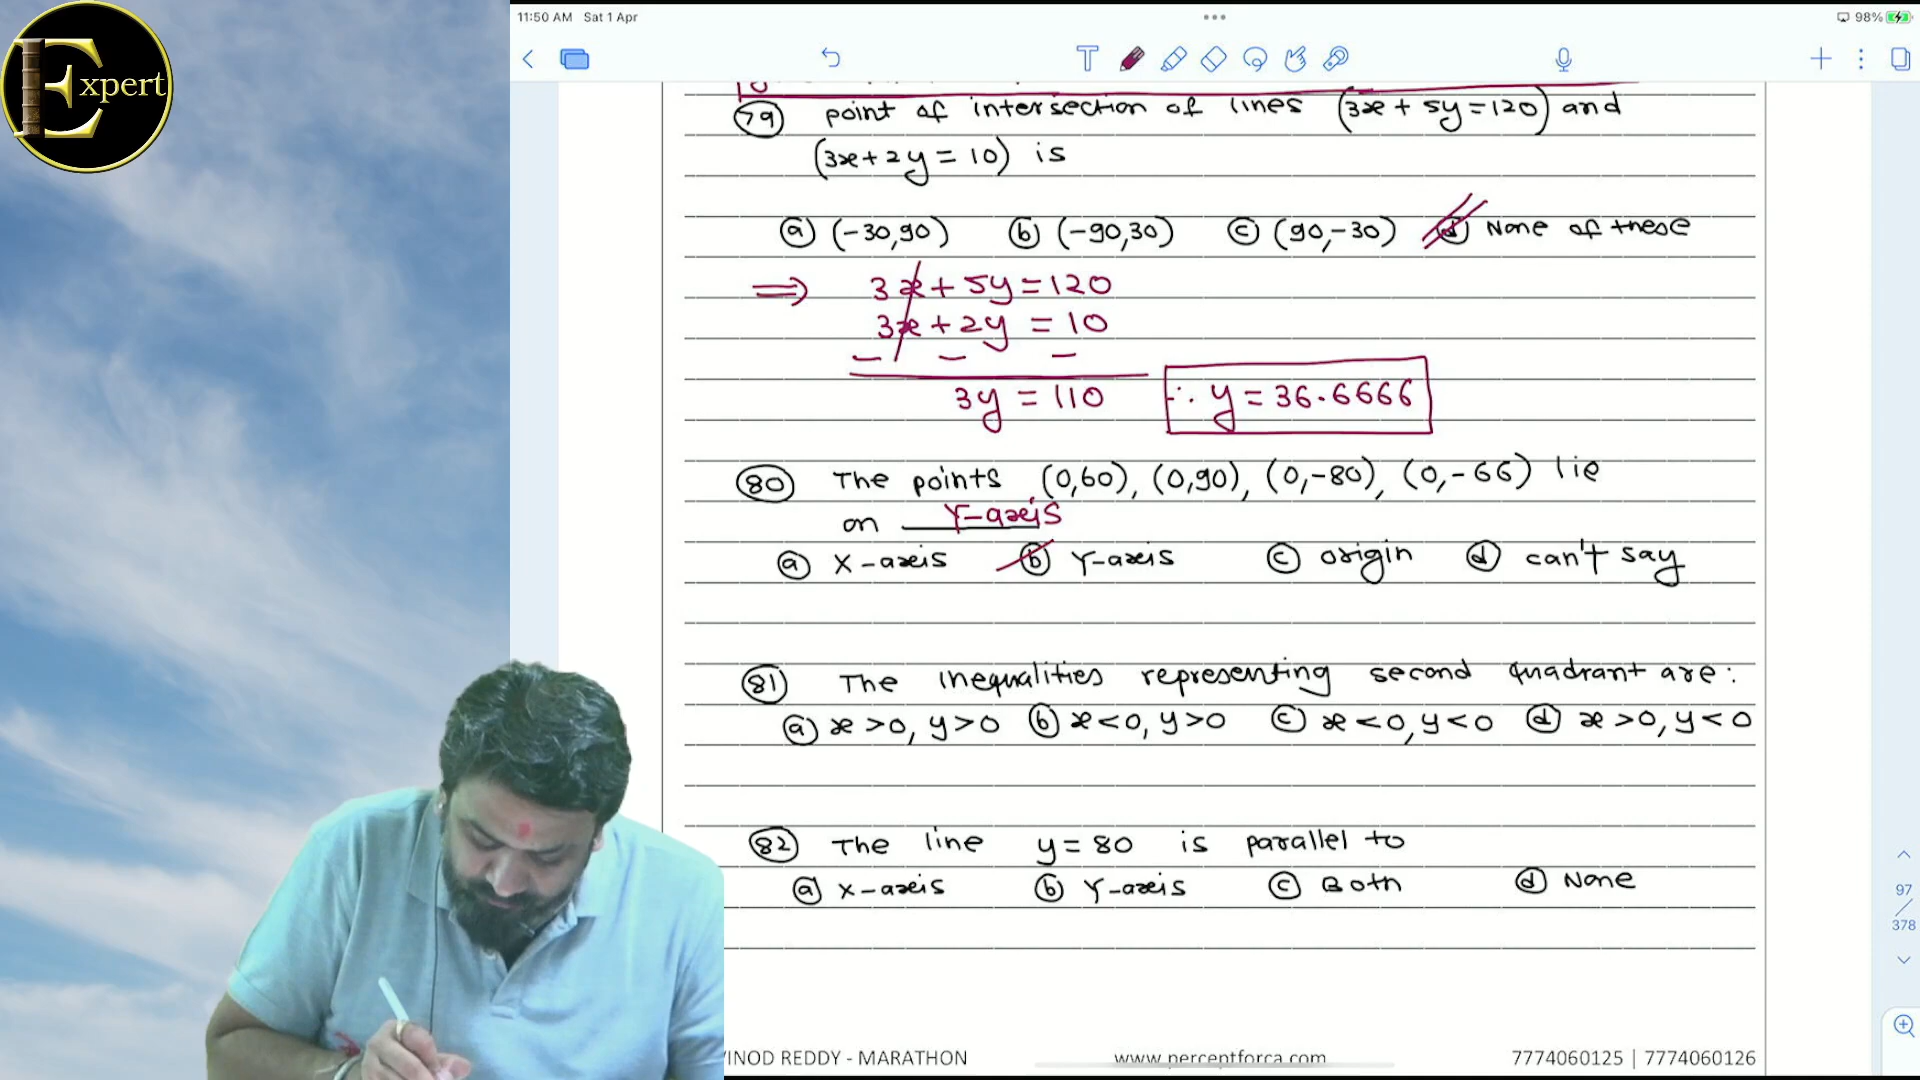 Expert
11:50 AM Sat 1 Apr
98%
79 point of intersection of lines (3x + 5y = 120) and
(3x + 2y = 10) is
a (-30,90) b (-90,30) c (90,-30) d None of these
⇒ 3x + 5y = 120
3x + 2y = 10
– – –
3y = 110 ∴ y = 36.6666
80 The points (0,60), (0,90), (0,-80), (0,-66) lie
on Y-axis
a X-axis b Y-axis c origin d can't say
81 The inequalities representing second quadrant are:
a x>0, y>0 b x<0, y>0 c x<0, y<0 d x>0, y<0
82 The line y = 80 is parallel to
a X-axis b Y-axis c Both d None
97
378
VINOD REDDY - MARATHON www.percentforca.com 7774060125 | 7774060126